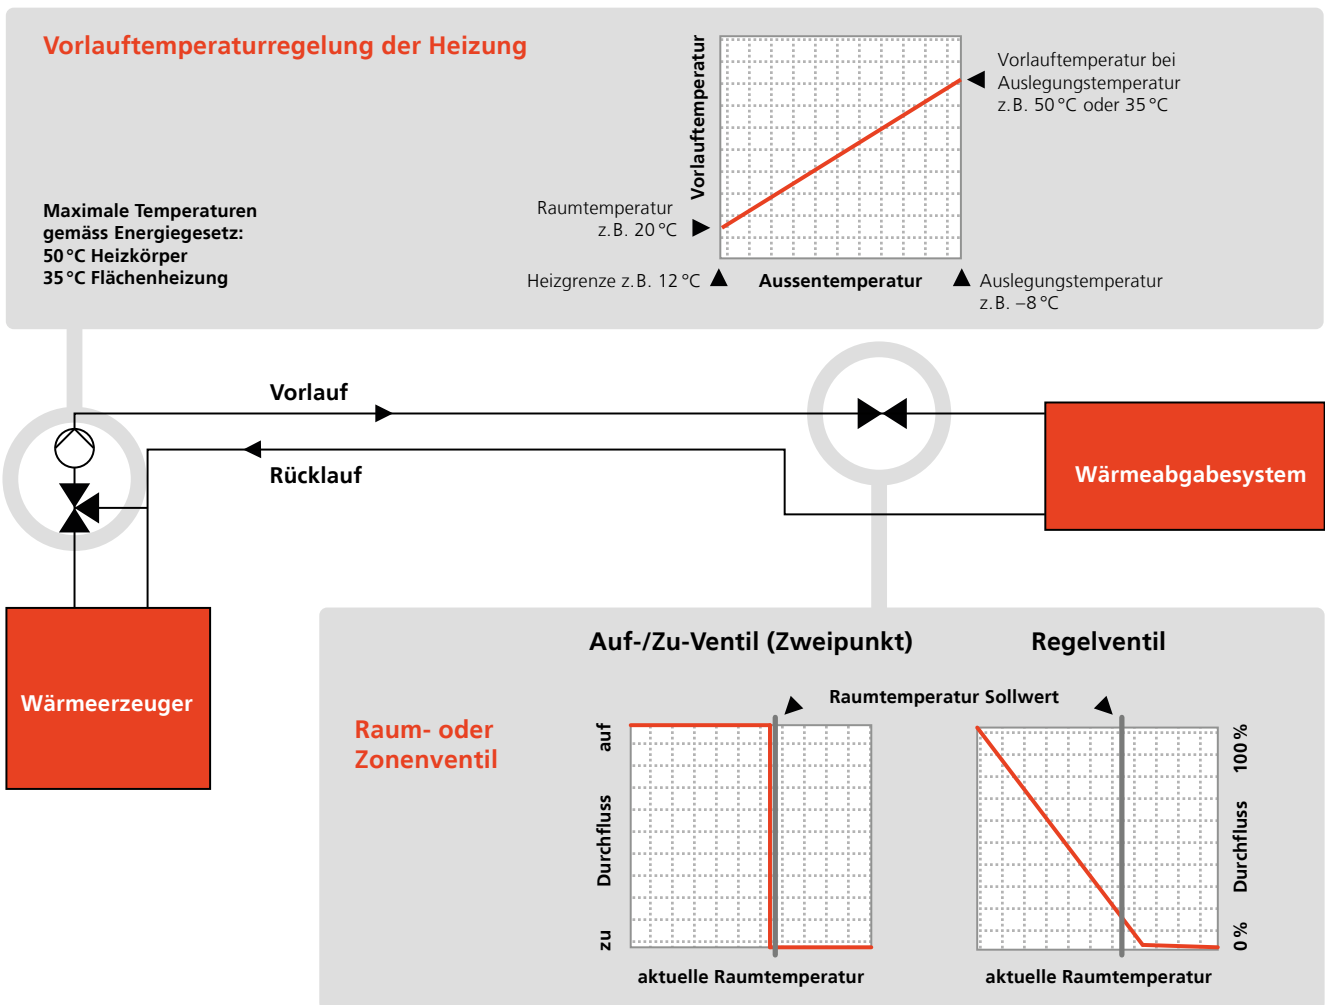 Vorlauftemperaturregelung der Heizung
Vorlauftemperatur
Vorlauftemperatur bei
Auslegungstemperatur
z.B. 50 °C oder 35 °C
Maximale Temperaturen
gemäss Energiegesetz:
50 °C Heizkörper
35 °C Flächenheizung
Raumtemperatur
z.B. 20 °C
Heizgrenze z.B. 12 °C
Aussentemperatur
Auslegungstemperatur
z.B. –8 °C
Vorlauf
Rücklauf
Wärmeabgabesystem
Wärmeerzeuger
Raum- oder
Zonenventil
Auf-/Zu-Ventil (Zweipunkt)
Regelventil
Raumtemperatur Sollwert
auf
Durchfluss
zu
aktuelle Raumtemperatur
100 %
Durchfluss
0 %
aktuelle Raumtemperatur